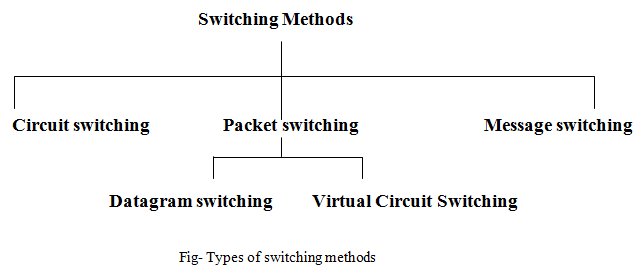 Switching Methods
Circuit switching
Packet switching
Message switching
Datagram switching
Virtual Circuit Switching
Fig- Types of switching methods